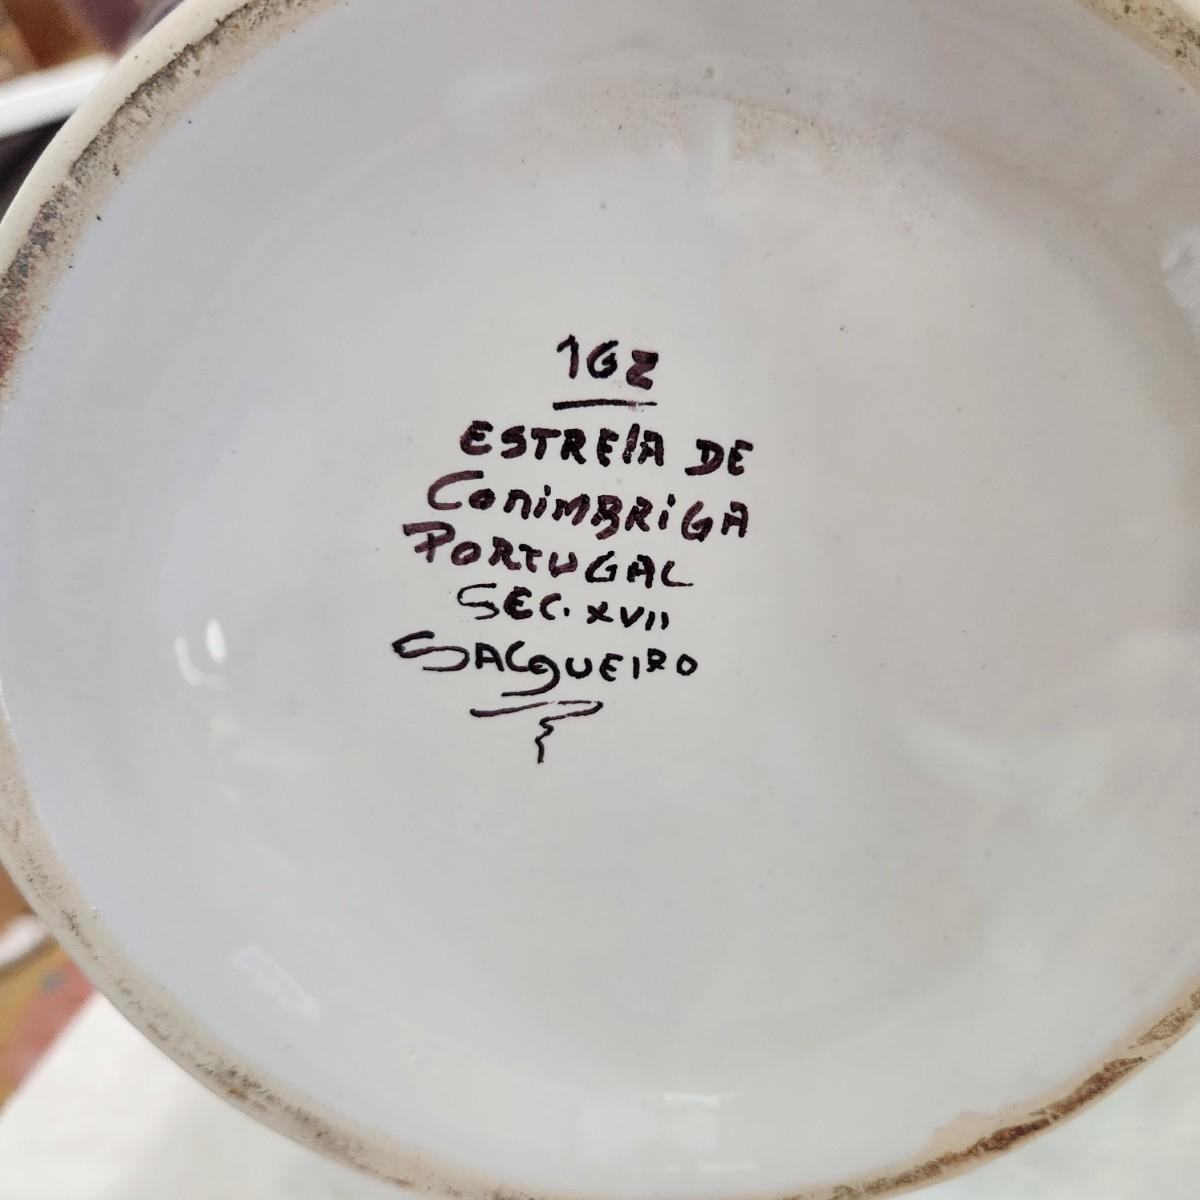 162
ESTRELA DE
CONIMBRIGA
PORTUGAL
SEC. XVII
SALGUEIRO